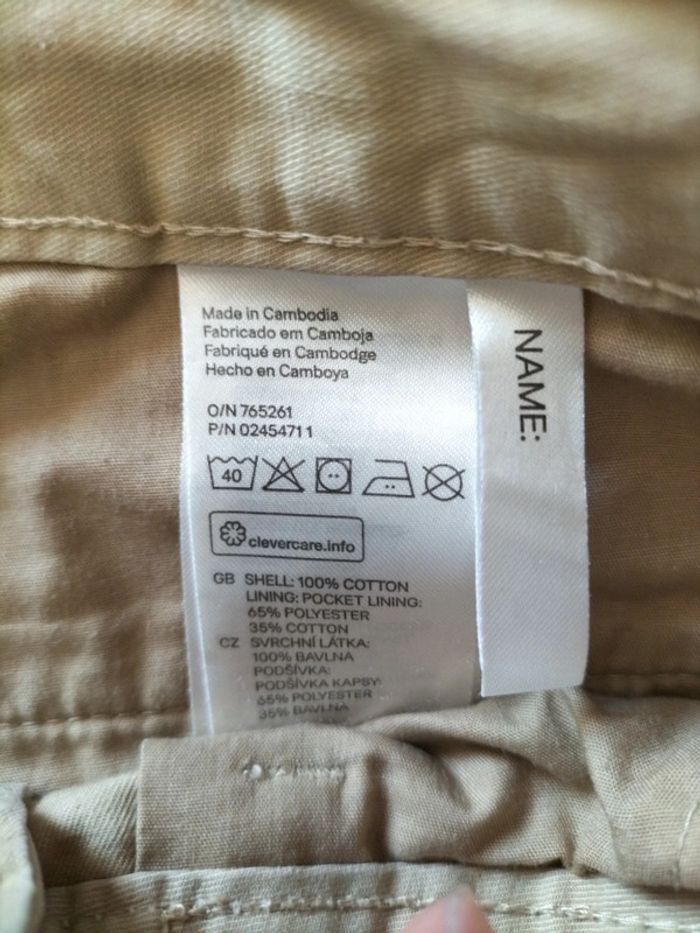 Made in Cambodia
Fabricado em Camboja
Fabriqué en Cambodge
Hecho en Camboya
O/N 765261
P/N 02454711
40
clevercare.info
GB SHELL: 100% COTTON
LINING: POCKET LINING:
65% POLYESTER
35% COTTON
CZ SVRCHNÍ LÁTKA:
100% BAVLNA
PODŠÍVKA:
PODŠÍVKA KAPSY:
65% POLYESTER
35% BAVLNA
NAME: